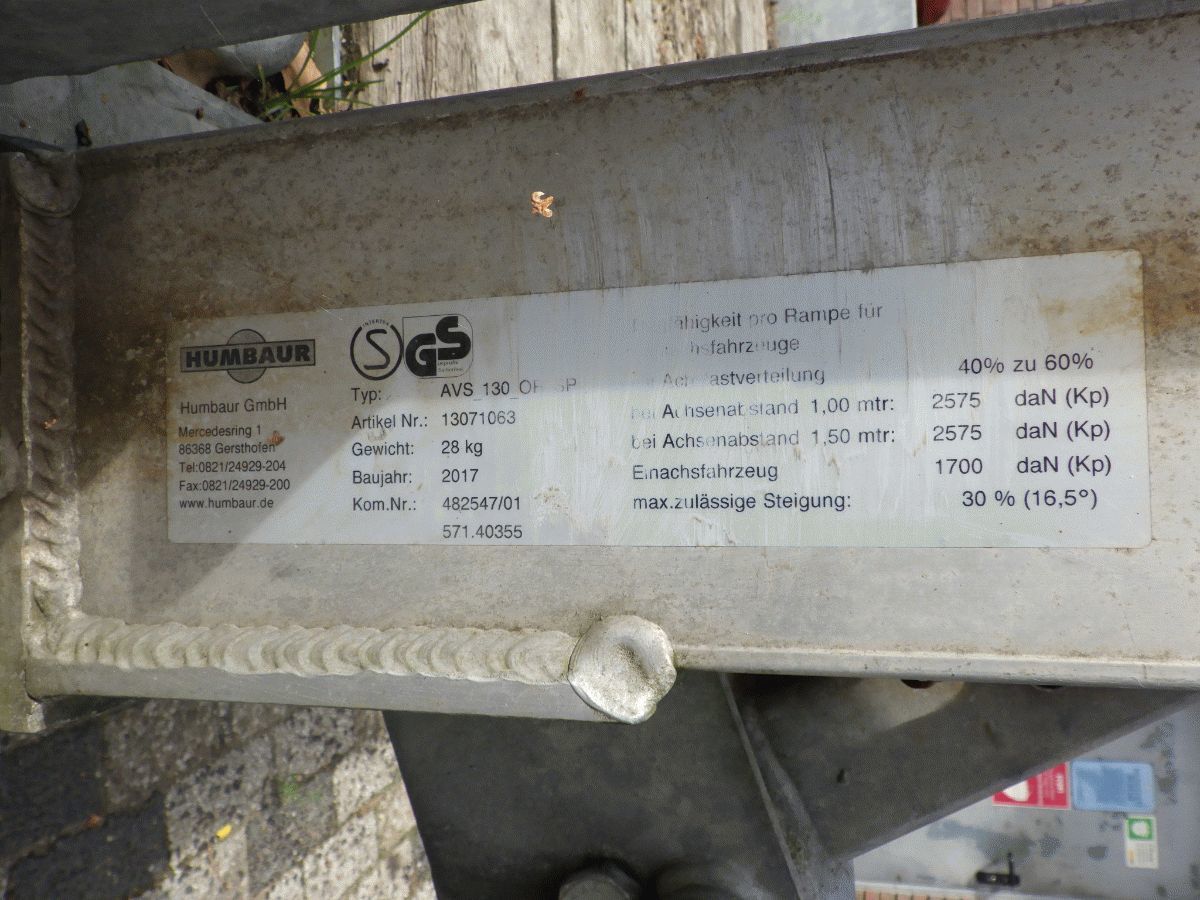 HUMBAUR
Humbaur GmbH
Mercedesring 1
86368 Gersthofen
Tel:0821/24929-204
Fax:0821/24929-200
www.humbaur.de
INTERTEK
S
GS
geprüfte
Sicherheit
Typ:
Artikel Nr.: 13071063
Gewicht: 28 kg
Baujahr: 2017
Kom.Nr.: 482547/01
571.40355
pro Rampe für
40% zu 60%
bei Achsenabstand 1,00 mtr: 2575 daN (Kp)
bei Achsenabstand 1,50 mtr: 2575 daN (Kp)
Einachsfahrzeug 1700 daN (Kp)
max.zulässige Steigung: 30 % (16,5°)